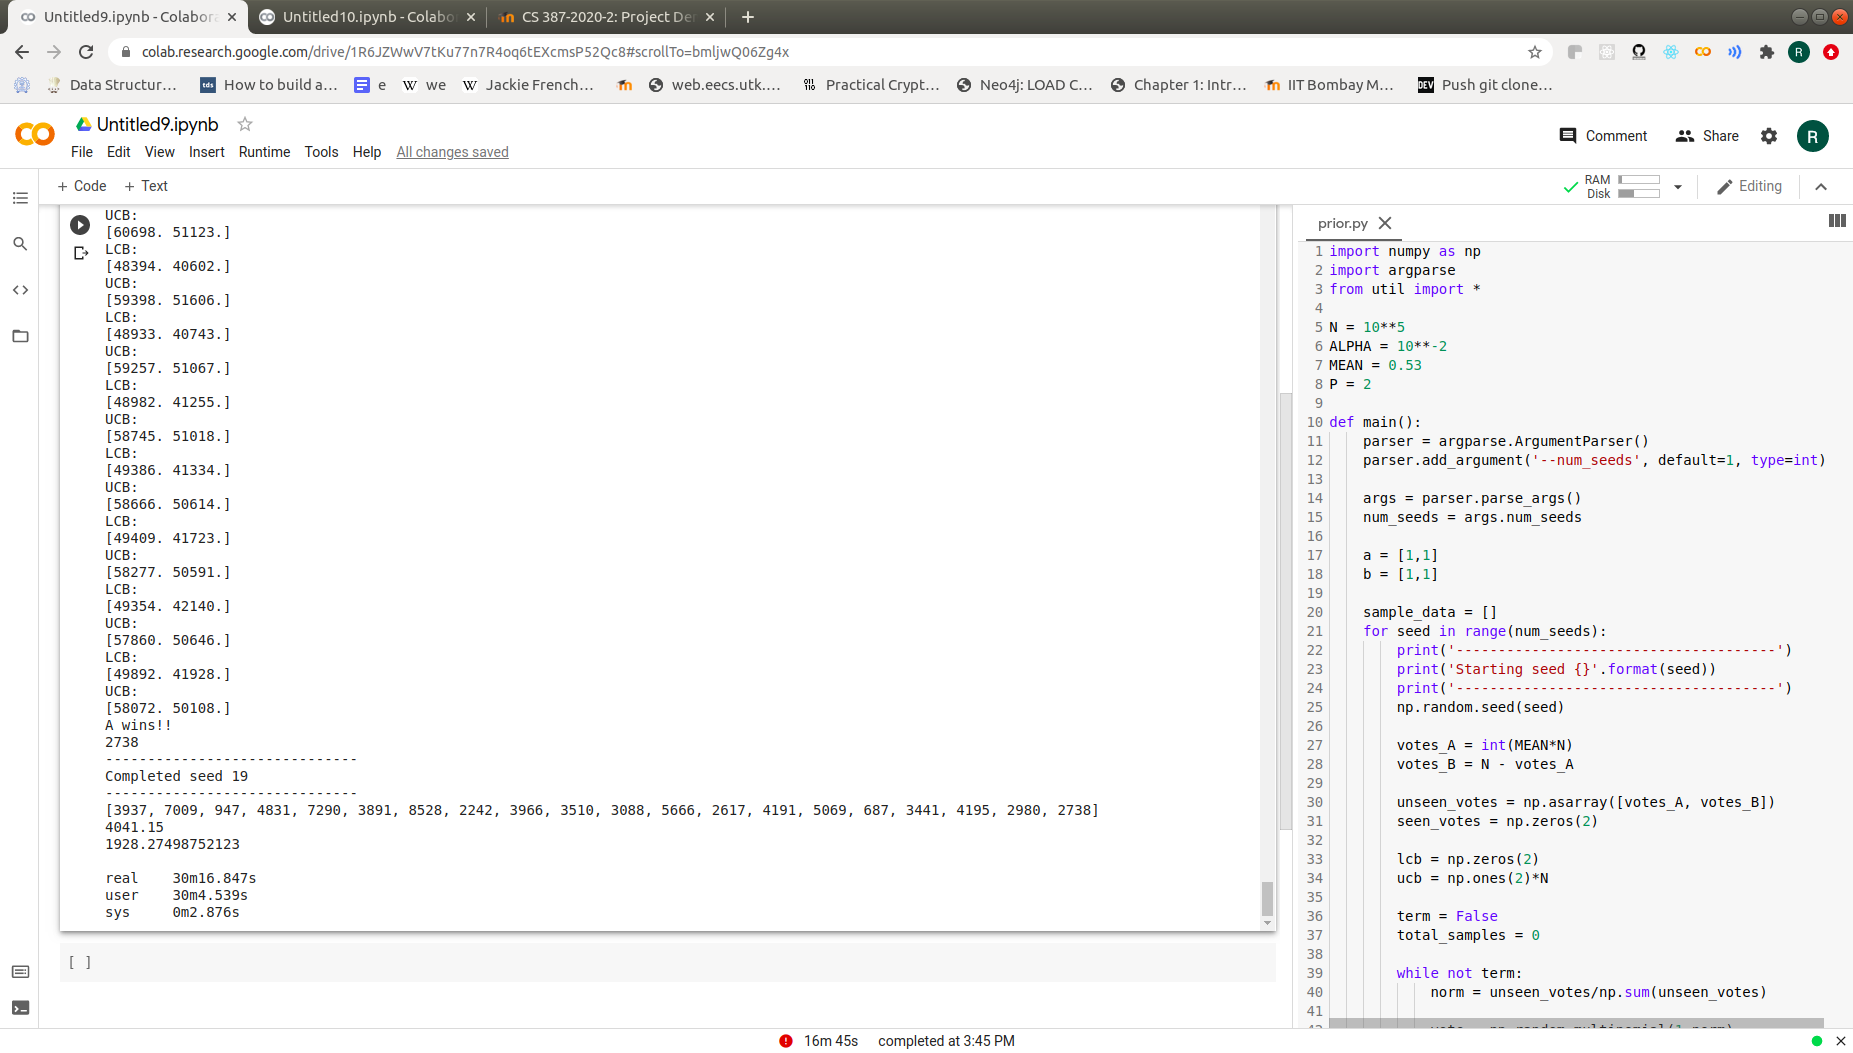 Untitled9.ipynb - Colabora
Untitled10.ipynb - Colabo
CS 387-2020-2: Project De
colab.research.google.com/drive/1R6JZWwV7tKu77n7R4oq6tEXcmsP52Qc8#scrollTo=bmljwQ06Zg4x
R
Data Structur...
How to build a...
e
we
Jackie French...
web.eecs.utk....
Practical Crypt...
Neo4j: LOAD C...
Chapter 1: Intr...
IIT Bombay M...
Push git clone...
Untitled9.ipynb
File Edit View Insert Runtime Tools Help All changes saved
Comment
Share
R
+ Code + Text
RAM
Disk
Editing
UCB:
[60698. 51123.]
LCB:
[48394. 40602.]
UCB:
[59398. 51606.]
LCB:
[48933. 40743.]
UCB:
[59257. 51067.]
LCB:
[48982. 41255.]
UCB:
[58745. 51018.]
LCB:
[49386. 41334.]
UCB:
[58666. 50614.]
LCB:
[49409. 41723.]
UCB:
[58277. 50591.]
LCB:
[49354. 42140.]
UCB:
[57860. 50646.]
LCB:
[49892. 41928.]
UCB:
[58072. 50108.]
A wins!!
2738
------------------------------
Completed seed 19
------------------------------
[3937, 7009, 947, 4831, 7290, 3891, 8528, 2242, 3966, 3510, 3088, 5666, 2617, 4191, 5069, 687, 3441, 4195, 2980, 2738]
4041.15
1928.27498752123
real 30m16.847s
user 30m4.539s
sys 0m2.876s
[ ]
prior.py
1 import numpy as np
2 import argparse
3 from util import *
4
5 N = 10**5
6 ALPHA = 10**-2
7 MEAN = 0.53
8 P = 2
9
10 def main():
11 parser = argparse.ArgumentParser()
12 parser.add_argument('--num_seeds', default=1, type=int)
13
14 args = parser.parse_args()
15 num_seeds = args.num_seeds
16
17 a = [1,1]
18 b = [1,1]
19
20 sample_data = []
21 for seed in range(num_seeds):
22 print('--------------------------------------')
23 print('Starting seed {}'.format(seed))
24 print('--------------------------------------')
25 np.random.seed(seed)
26
27 votes_A = int(MEAN*N)
28 votes_B = N - votes_A
29
30 unseen_votes = np.asarray([votes_A, votes_B])
31 seen_votes = np.zeros(2)
32
33 lcb = np.zeros(2)
34 ucb = np.ones(2)*N
35
36 term = False
37 total_samples = 0
38
39 while not term:
40 norm = unseen_votes/np.sum(unseen_votes)
41
16m 45s completed at 3:45 PM